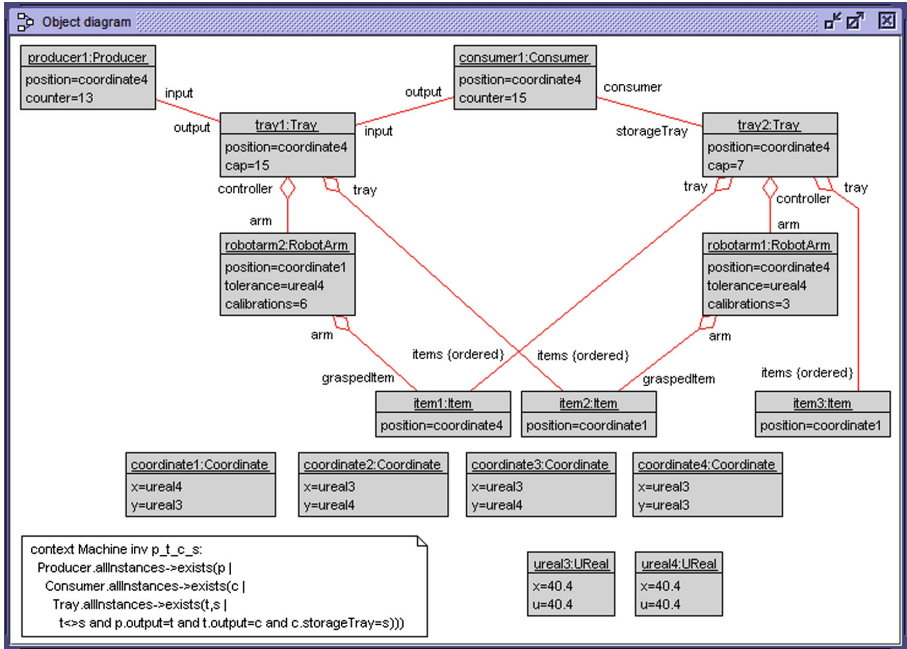 Object diagram
producer1:Producer
position=coordinate4
counter=13
consumer1:Consumer
position=coordinate4
counter=15
input
output
output
input
consumer
storageTray
tray1:Tray
position=coordinate4
cap=15
tray2:Tray
position=coordinate4
cap=7
controller
tray
tray
controller
tray
arm
arm
robotarm2:RobotArm
position=coordinate1
tolerance=ureal4
calibrations=6
robotarm1:RobotArm
position=coordinate4
tolerance=ureal4
calibrations=3
arm
arm
items {ordered}
items {ordered}
items {ordered}
graspedItem
graspedItem
item1:Item
position=coordinate4
item2:Item
position=coordinate1
item3:Item
position=coordinate1
coordinate1:Coordinate
x=ureal4
y=ureal3
coordinate2:Coordinate
x=ureal3
y=ureal4
coordinate3:Coordinate
x=ureal3
y=ureal4
coordinate4:Coordinate
x=ureal3
y=ureal3
context Machine inv p_t_c_s:
Producer.allInstances->exists(p |
Consumer.allInstances->exists(c |
Tray.allInstances->exists(t,s |
t<>s and p.output=t and t.output=c and c.storageTray=s)))
ureal3:UReal
x=40.4
u=40.4
ureal4:UReal
x=40.4
u=40.4